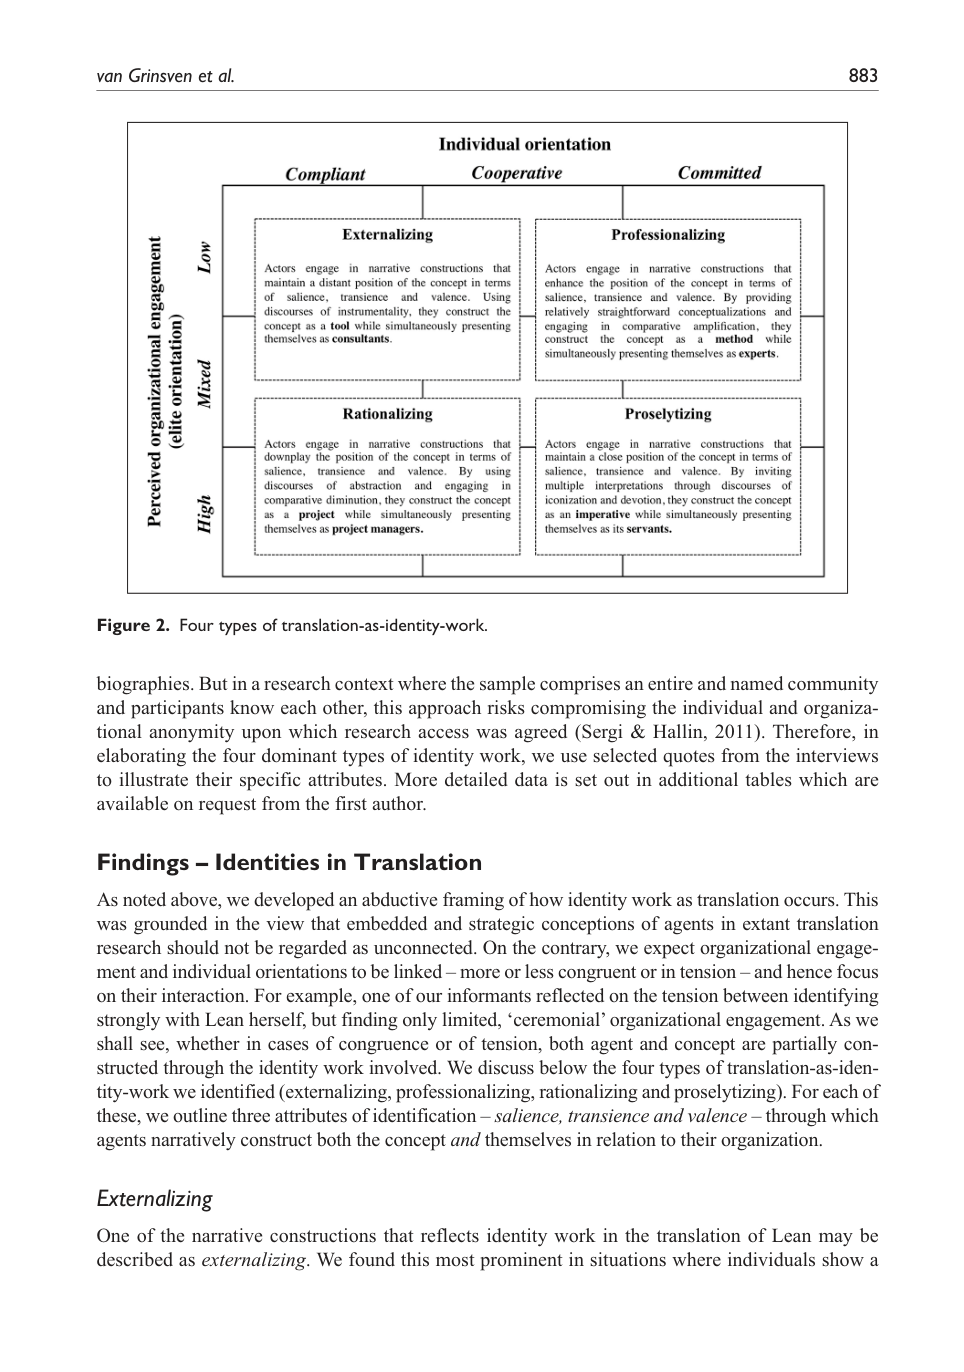 van Grinsven et al.
883
Individual orientation
Compliant
Cooperative
Committed
Perceived organizational engagement
(elite orientation)
Low
Mixed
High
Externalizing
Actors engage in narrative constructions that
maintain a distant position of the concept in terms
of salience, transience and valence. Using
discourses of instrumentality, they construct the
concept as a tool while simultaneously presenting
themselves as consultants.
Professionalizing
Actors engage in narrative constructions that
enhance the position of the concept in terms of
salience, transience and valence. By providing
relatively straightforward conceptualizations and
engaging in comparative amplification, they
construct the concept as a method while
simultaneously presenting themselves as experts.
Rationalizing
Actors engage in narrative constructions that
downplay the position of the concept in terms of
salience, transience and valence. By using
discourses of abstraction and engaging in
comparative diminution, they construct the concept
as a project while simultaneously presenting
themselves as project managers.
Proselytizing
Actors engage in narrative constructions that
maintain a close position of the concept in terms of
salience, transience and valence. By inviting
multiple interpretations through discourses of
iconization and devotion, they construct the concept
as an imperative while simultaneously presenting
themselves as its servants.
Figure 2. Four types of translation-as-identity-work.
biographies. But in a research context where the sample comprises an entire and named community
and participants know each other, this approach risks compromising the individual and organiza-
tional anonymity upon which research access was agreed (Sergi & Hallin, 2011). Therefore, in
elaborating the four dominant types of identity work, we use selected quotes from the interviews
to illustrate their specific attributes. More detailed data is set out in additional tables which are
available on request from the first author.
Findings – Identities in Translation
As noted above, we developed an abductive framing of how identity work as translation occurs. This
was grounded in the view that embedded and strategic conceptions of agents in extant translation
research should not be regarded as unconnected. On the contrary, we expect organizational engage-
ment and individual orientations to be linked – more or less congruent or in tension – and hence focus
on their interaction. For example, one of our informants reflected on the tension between identifying
strongly with Lean herself, but finding only limited, ‘ceremonial’ organizational engagement. As we
shall see, whether in cases of congruence or of tension, both agent and concept are partially con-
structed through the identity work involved. We discuss below the four types of translation-as-iden-
tity-work we identified (externalizing, professionalizing, rationalizing and proselytizing). For each of
these, we outline three attributes of identification – salience, transience and valence – through which
agents narratively construct both the concept and themselves in relation to their organization.
Externalizing
One of the narrative constructions that reflects identity work in the translation of Lean may be
described as externalizing. We found this most prominent in situations where individuals show a